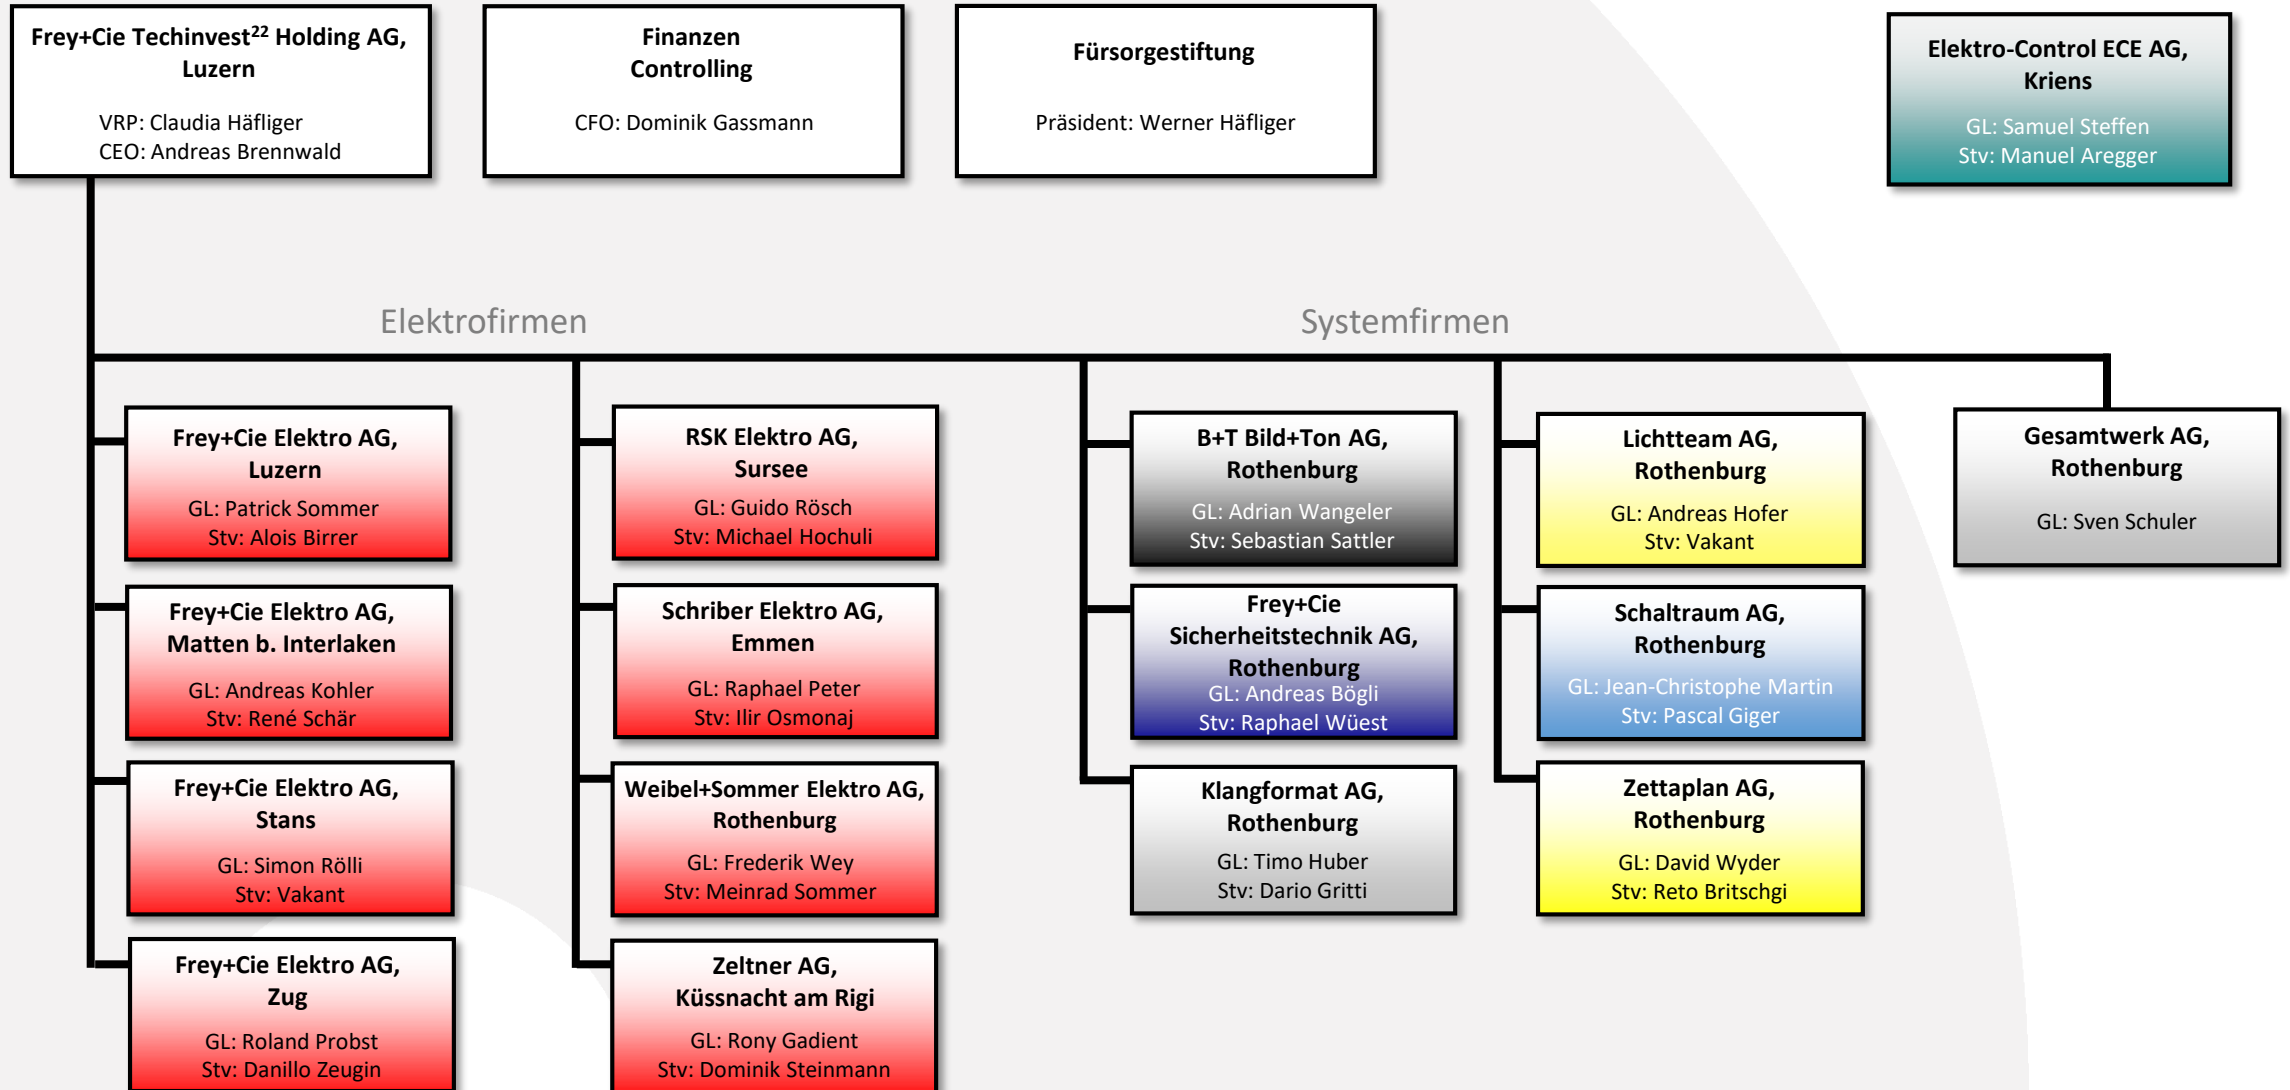 Frey+Cie Techinvest²² Holding AG,
Luzern
VRP: Claudia Häfliger
CEO: Andreas Brennwald
Finanzen
Controlling
CFO: Dominik Gassmann
Fürsorgestiftung
Präsident: Werner Häfliger
Elektro-Control ECE AG,
Kriens
GL: Samuel Steffen
Stv: Manuel Aregger
Elektrofirmen
Systemfirmen
Frey+Cie Elektro AG,
Luzern
GL: Patrick Sommer
Stv: Alois Birrer
Frey+Cie Elektro AG,
Matten b. Interlaken
GL: Andreas Kohler
Stv: René Schär
Frey+Cie Elektro AG,
Stans
GL: Simon Rölli
Stv: Vakant
Frey+Cie Elektro AG,
Zug
GL: Roland Probst
Stv: Danillo Zeugin
RSK Elektro AG,
Sursee
GL: Guido Rösch
Stv: Michael Hochuli
Schriber Elektro AG,
Emmen
GL: Raphael Peter
Stv: Ilir Osmonaj
Weibel+Sommer Elektro AG,
Rothenburg
GL: Frederik Wey
Stv: Meinrad Sommer
Zeltner AG,
Küssnacht am Rigi
GL: Rony Gadient
Stv: Dominik Steinmann
B+T Bild+Ton AG,
Rothenburg
GL: Adrian Wangeler
Stv: Sebastian Sattler
Frey+Cie
Sicherheitstechnik AG,
Rothenburg
GL: Andreas Bögli
Stv: Raphael Wüest
Klangformat AG,
Rothenburg
GL: Timo Huber
Stv: Dario Gritti
Lichtteam AG,
Rothenburg
GL: Andreas Hofer
Stv: Vakant
Schaltraum AG,
Rothenburg
GL: Jean-Christophe Martin
Stv: Pascal Giger
Zettaplan AG,
Rothenburg
GL: David Wyder
Stv: Reto Britschgi
Gesamtwerk AG,
Rothenburg
GL: Sven Schuler